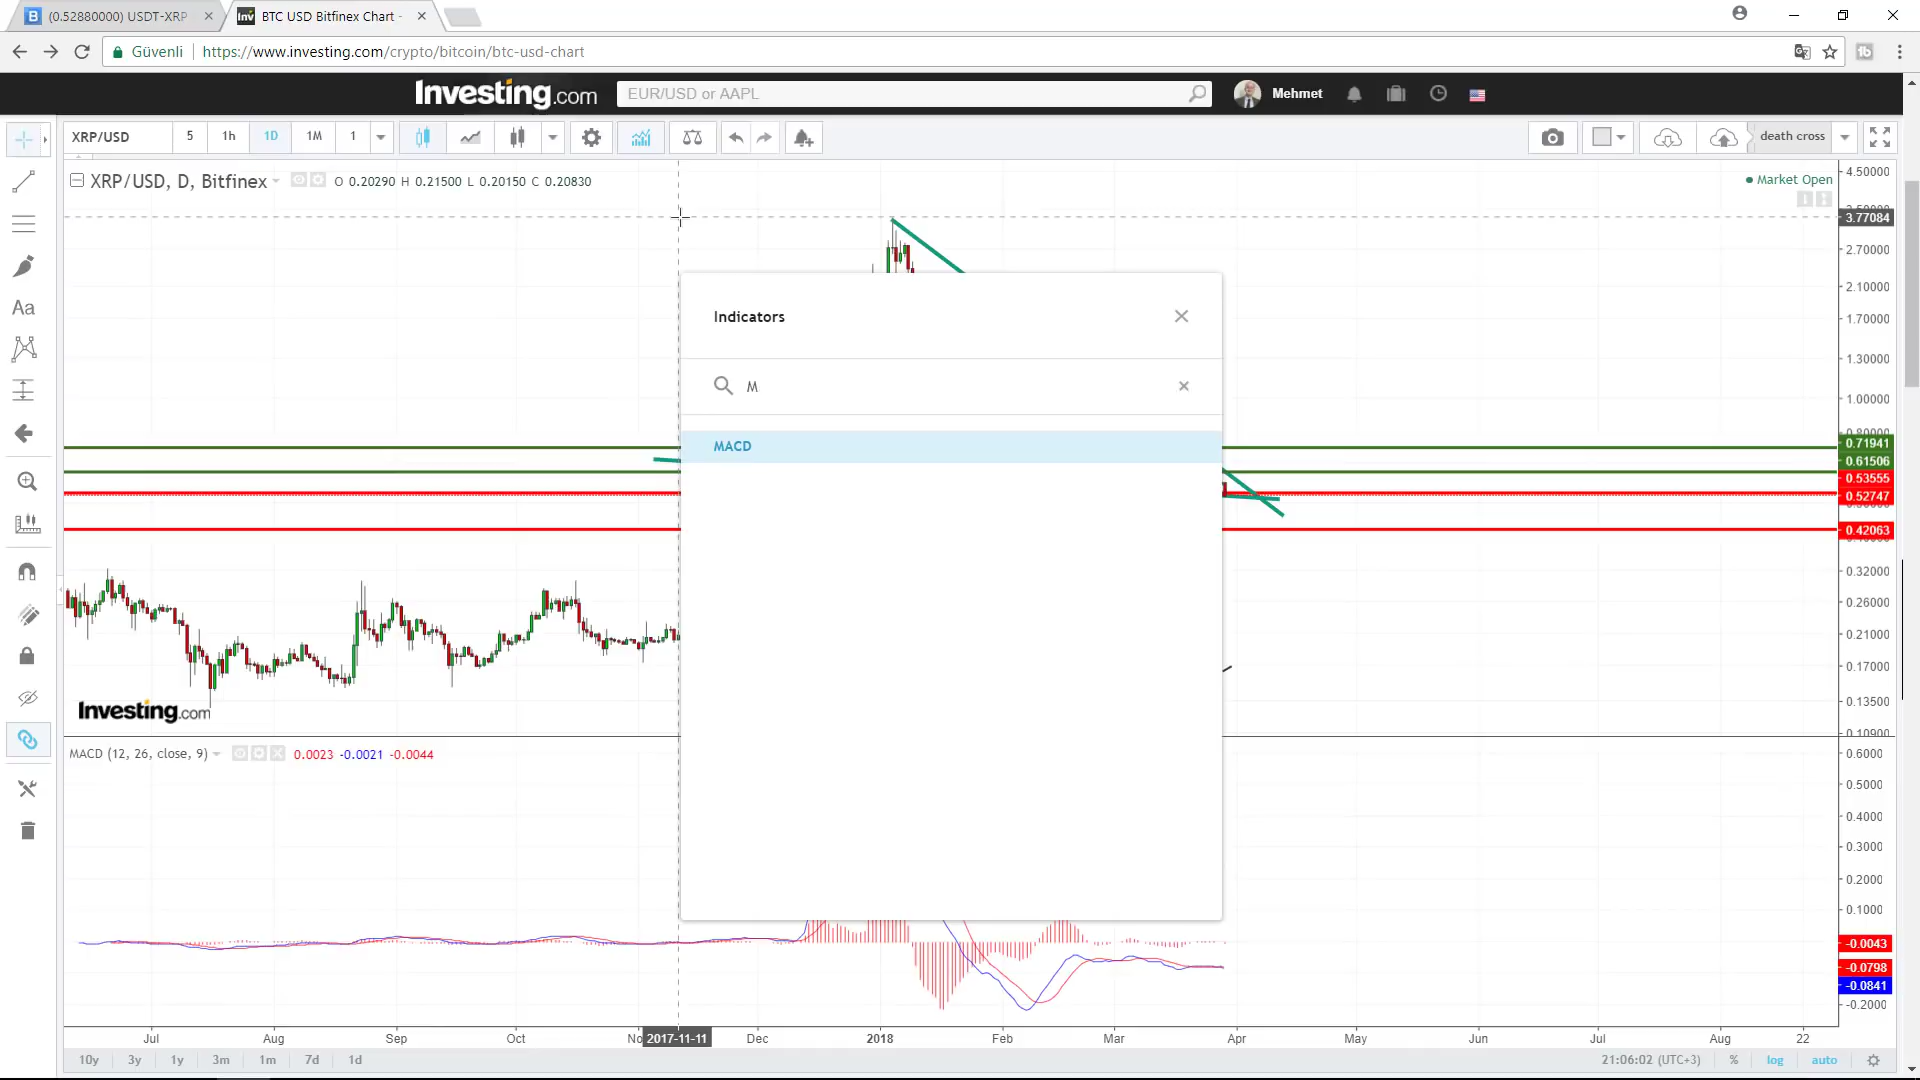 (0.52880000) USDT-XRP
BTC USD Bitfinex Chart -
Güvenli
https://www.investing.com/crypto/bitcoin/btc-usd-chart
Investing.com
EUR/USD or AAPL
Mehmet
XRP/USD
5
1h
1D
1M
1
death cross
Aa
XRP/USD, D, Bitfinex
O 0.20290 H 0.21500 L 0.20150 C 0.20830
Market Open
4.50000
3.77084
2.70000
2.10000
1.70000
1.30000
1.00000
0.71941
0.61506
0.53555
0.52747
0.42063
0.32000
0.26000
0.21000
0.17000
0.13500
0.10900
Indicators
M
MACD
Investing.com
MACD (12, 26, close, 9)
0.0023 -0.0021 -0.0044
0.6000
0.5000
0.4000
0.3000
0.2000
0.1000
-0.0043
-0.0798
-0.0841
-0.2000
Jul
Aug
Sep
Oct
No
2017-11-11
Dec
2018
Feb
Mar
Apr
May
Jun
Jul
Aug
22
10y
3y
1y
3m
1m
7d
1d
21:06:02 (UTC+3)
%
log
auto